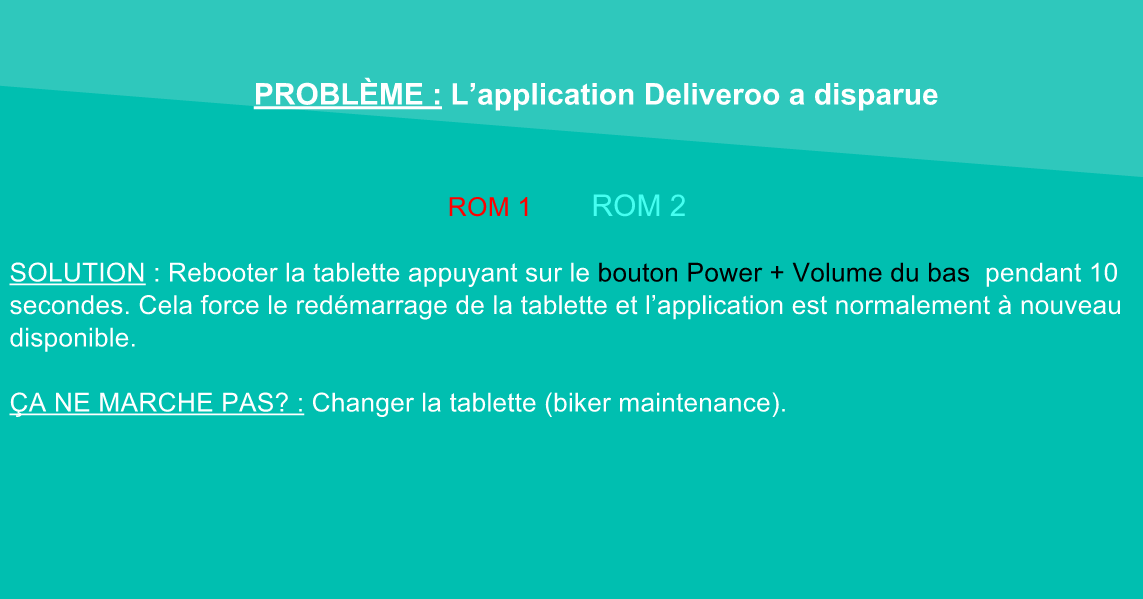 PROBLÈME : L’application Deliveroo a disparue
ROM 1 ROM 2
SOLUTION : Rebooter la tablette appuyant sur le bouton Power + Volume du bas pendant 10
secondes. Cela force le redémarrage de la tablette et l’application est normalement à nouveau
disponible.
ÇA NE MARCHE PAS? : Changer la tablette (biker maintenance).